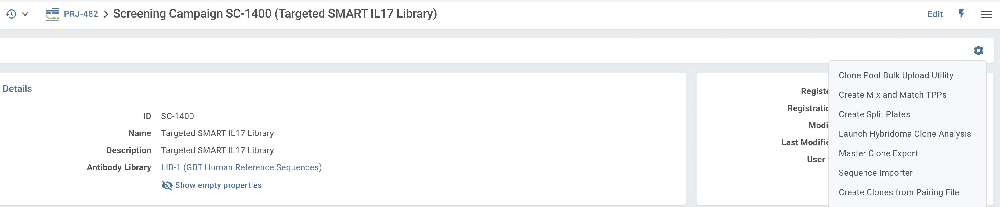 PRJ-482 > Screening Campaign SC-1400 (Targeted SMART IL17 Library)
Edit
Details
ID SC-1400
Name Targeted SMART IL17 Library
Description Targeted SMART IL17 Library
Antibody Library LIB-1 (GBT Human Reference Sequences)
Show empty properties
Registe
Registratio
Modi
Last Modifie
User
Clone Pool Bulk Upload Utility
Create Mix and Match TPPs
Create Split Plates
Launch Hybridoma Clone Analysis
Master Clone Export
Sequence Importer
Create Clones from Pairing File